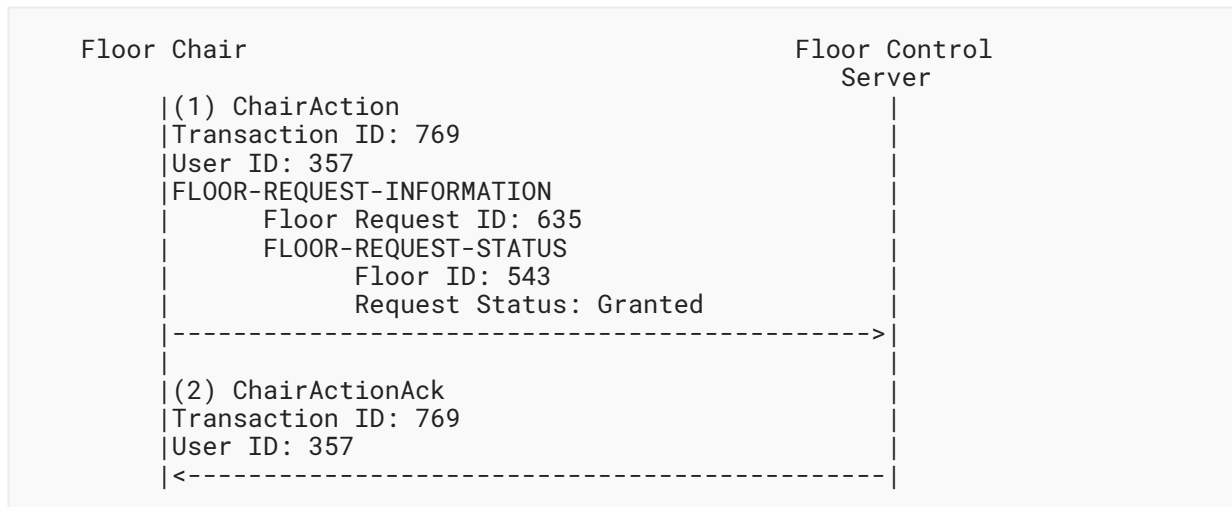 Floor Chair                                    Floor Control
                                                  Server
     |(1) ChairAction                                |
     |Transaction ID: 769                            |
     |User ID: 357                                   |
     |FLOOR-REQUEST-INFORMATION                      |
     |      Floor Request ID: 635                    |
     |      FLOOR-REQUEST-STATUS                     |
     |            Floor ID: 543                      |
     |            Request Status: Granted            |
     |---------------------------------------------->|
     |                                               |
     |(2) ChairActionAck                             |
     |Transaction ID: 769                            |
     |User ID: 357                                   |
     |<----------------------------------------------|